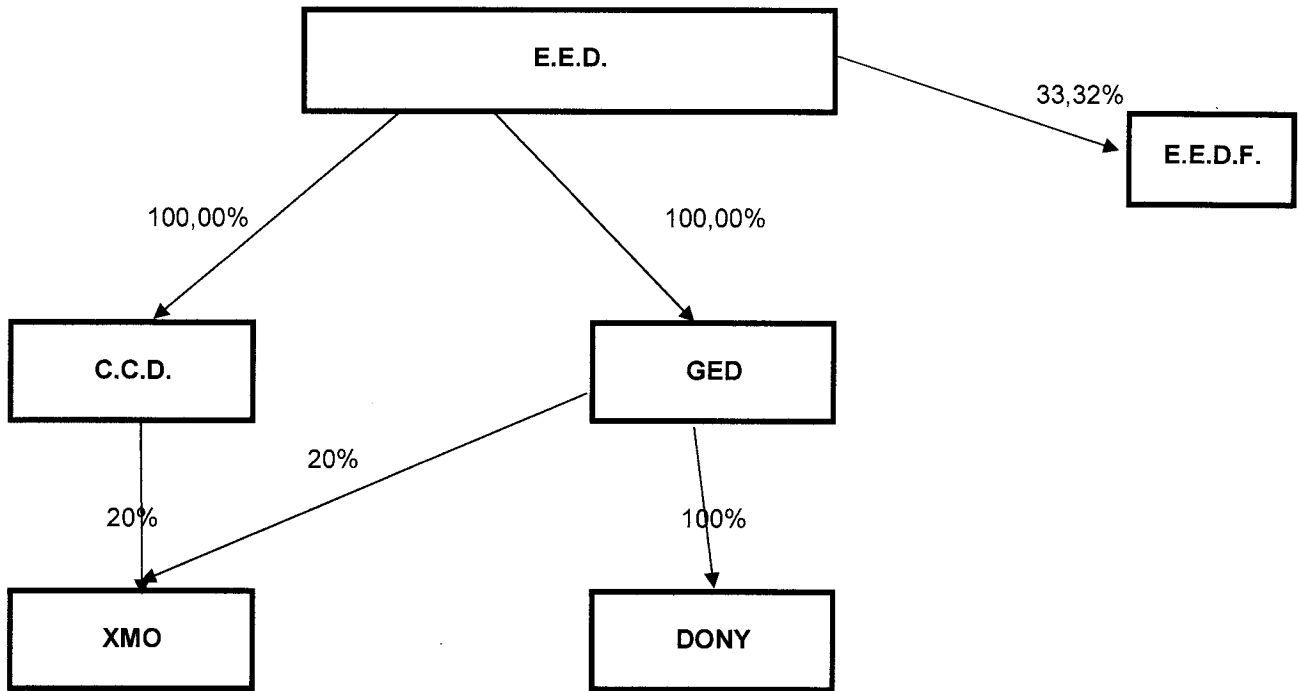 E.E.D.
33,32%
E.E.D.F.
100,00%
100,00%
C.C.D.
GED
20%
20%
100%
XMO
DONY